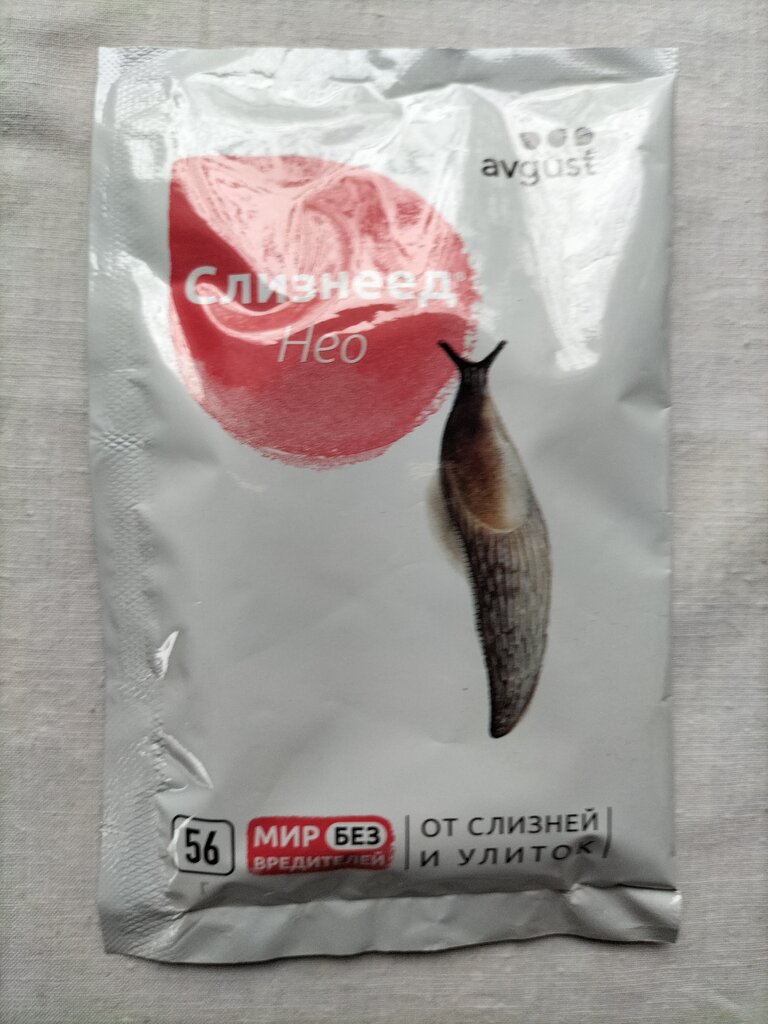 avgust
Слизнеед®
Нео
56
г
МИР БЕЗ
ВРЕДИТЕЛЕЙ
ОТ СЛИЗНЕЙ
И УЛИТОК